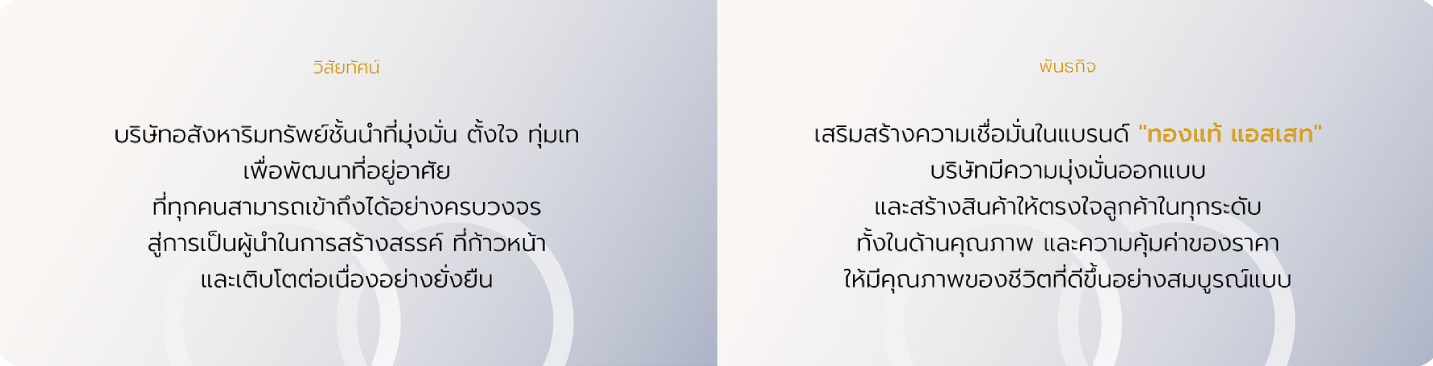 วิสัยทัศน์
บริษัทอสังหาริมทรัพย์ชั้นนำที่มุ่งมั่น ตั้งใจ ทุ่มเท
เพื่อพัฒนาที่อยู่อาศัย
ที่ทุกคนสามารถเข้าถึงได้อย่างครบวงจร
สู่การเป็นผู้นำในการสร้างสรรค์ ที่ก้าวหน้า
และเติบโตต่อเนื่องอย่างยั่งยืน
พันธกิจ
เสริมสร้างความเชื่อมั่นในแบรนด์ "ทองแท้ แอสเสท"
บริษัทมีความมุ่งมั่นออกแบบ
และสร้างสินค้าให้ตรงใจลูกค้าในทุกระดับ
ทั้งในด้านคุณภาพ และความคุ้มค่าของราคา
ให้มีคุณภาพของชีวิตที่ดีขึ้นอย่างสมบูรณ์แบบ